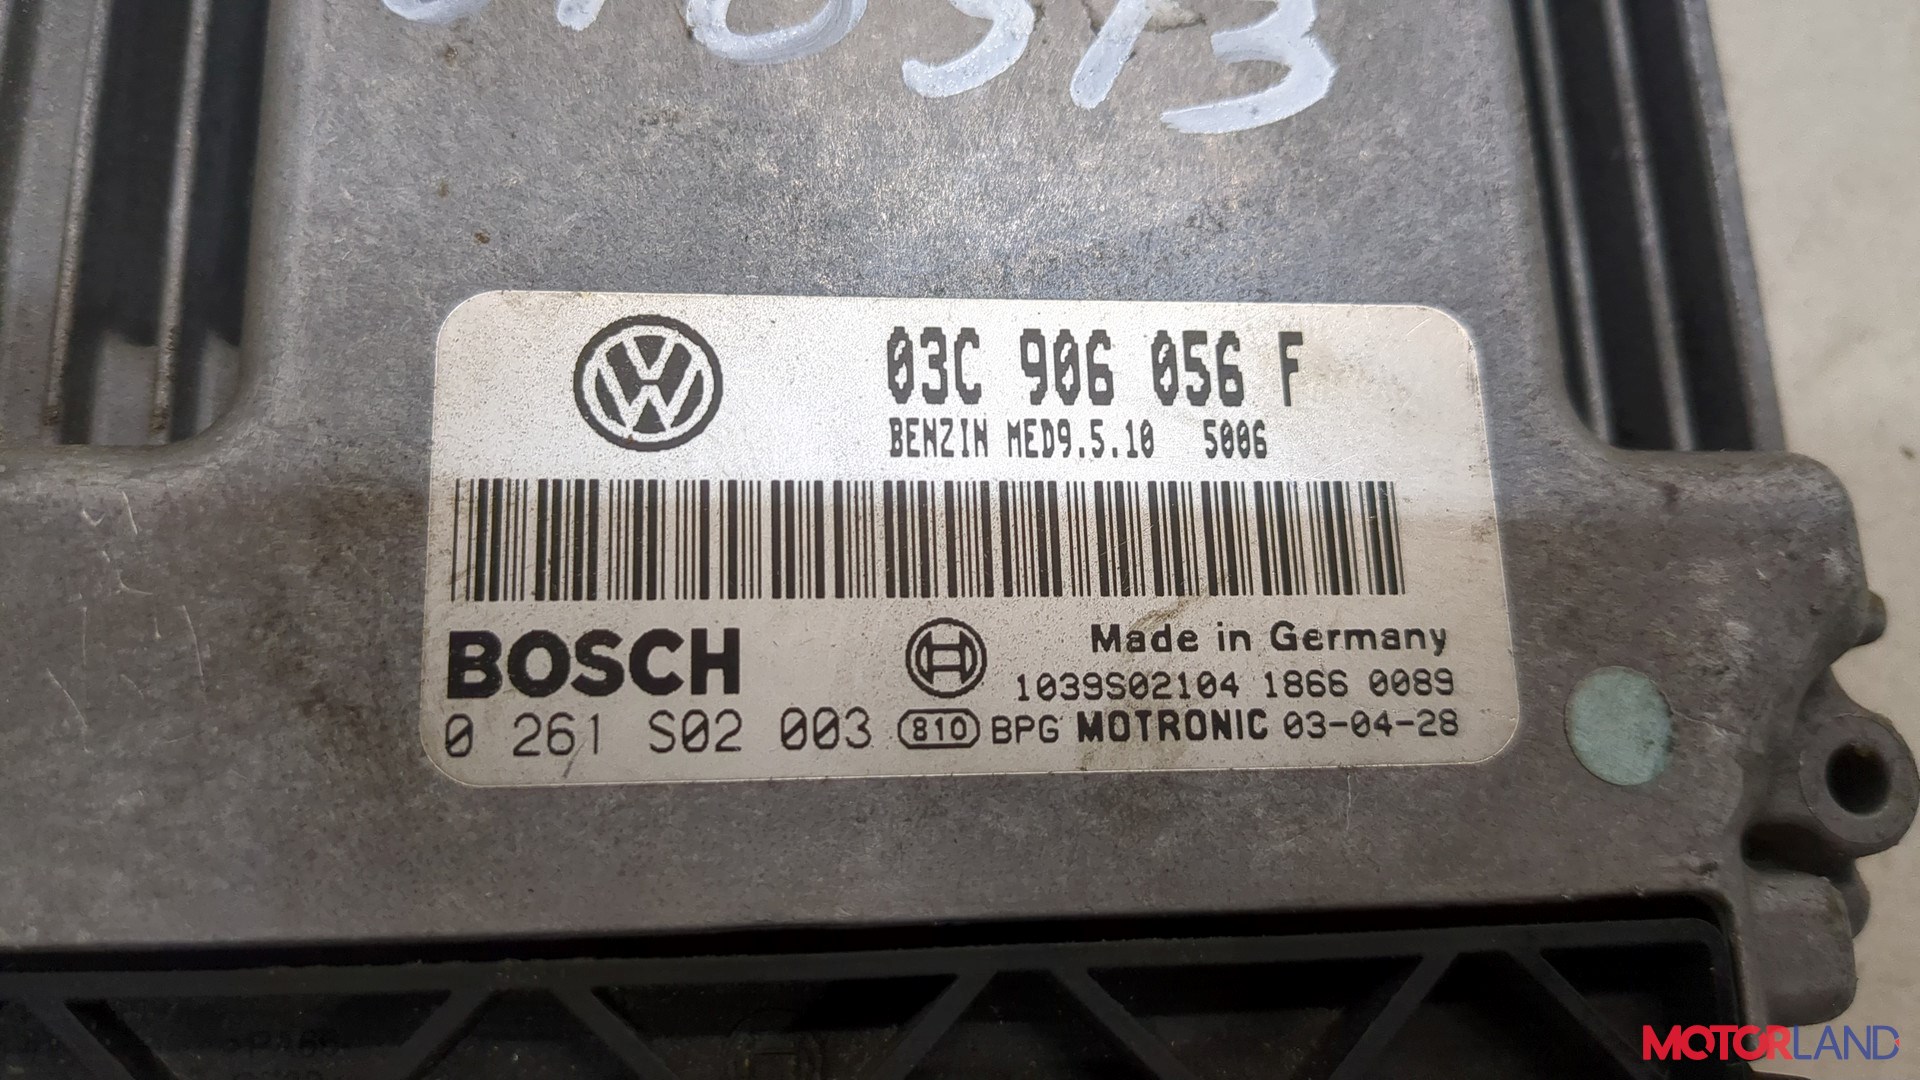 03C 906 056 F
BENZIN MED9.5.10 5006
BOSCH
Made in Germany
1039S02104 1866 0089
0 261 S02 003 810 BPG MOTRONIC 03-04-28
MOTORLAND